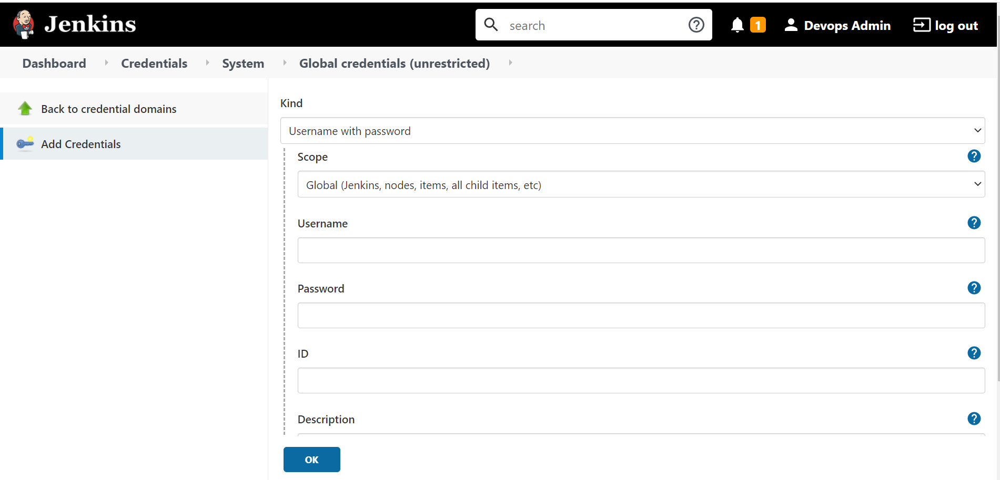 Jenkins
search
1
Devops Admin
log out
Dashboard Credentials System Global credentials (unrestricted)
Back to credential domains
Add Credentials
Kind
Username with password
Scope
?
Global (Jenkins, nodes, items, all child items, etc)
Username
?
Password
?
ID
?
Description
?
OK